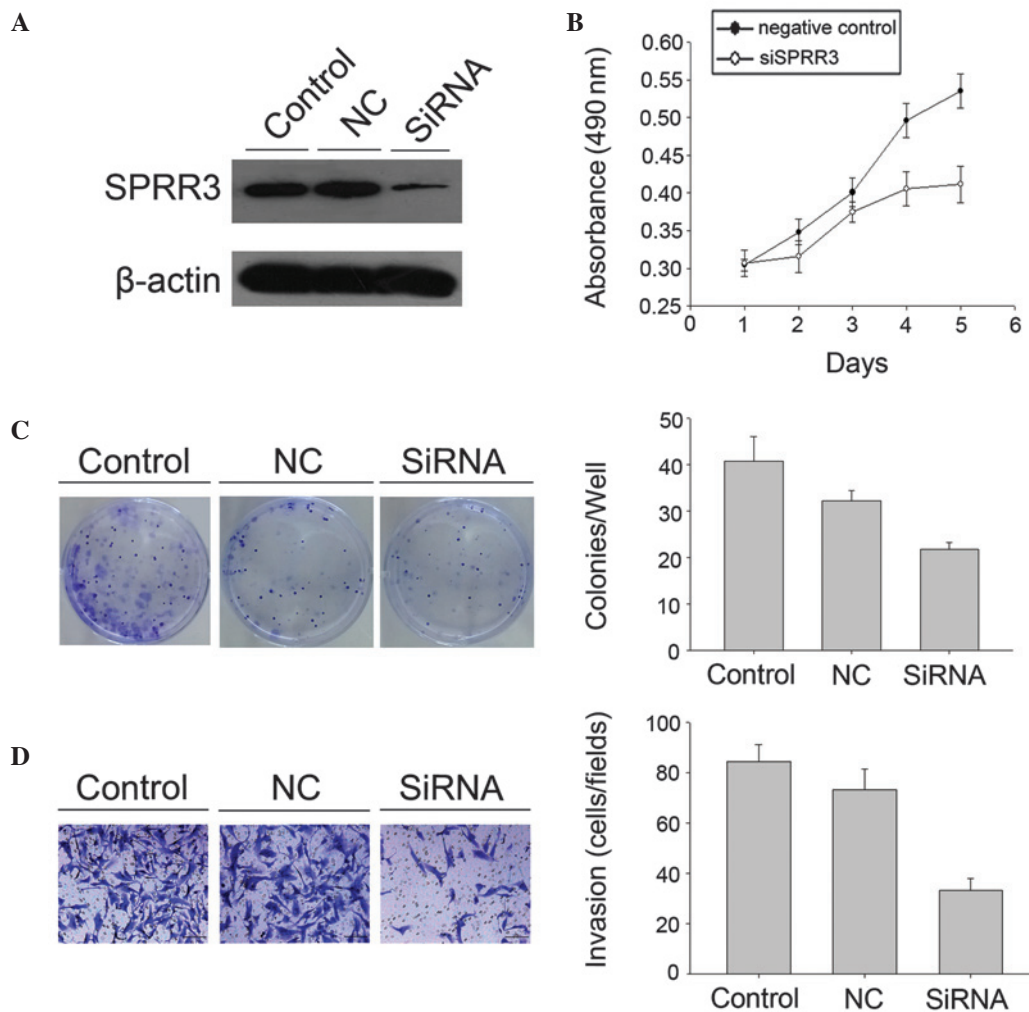 A
Control
NC
SiRNA
SPRR3
β-actin
B
negative control
siSPRR3
Absorbance (490 nm)
0.60
0.55
0.50
0.45
0.40
0.35
0.30
0.25
0 1 2 3 4 5 6
Days
C
Control NC SiRNA
Colonies/Well
50
40
30
20
10
0
Control NC SiRNA
D
Control NC SiRNA
Invasion (cells/fields)
100
80
60
40
20
0
Control NC SiRNA